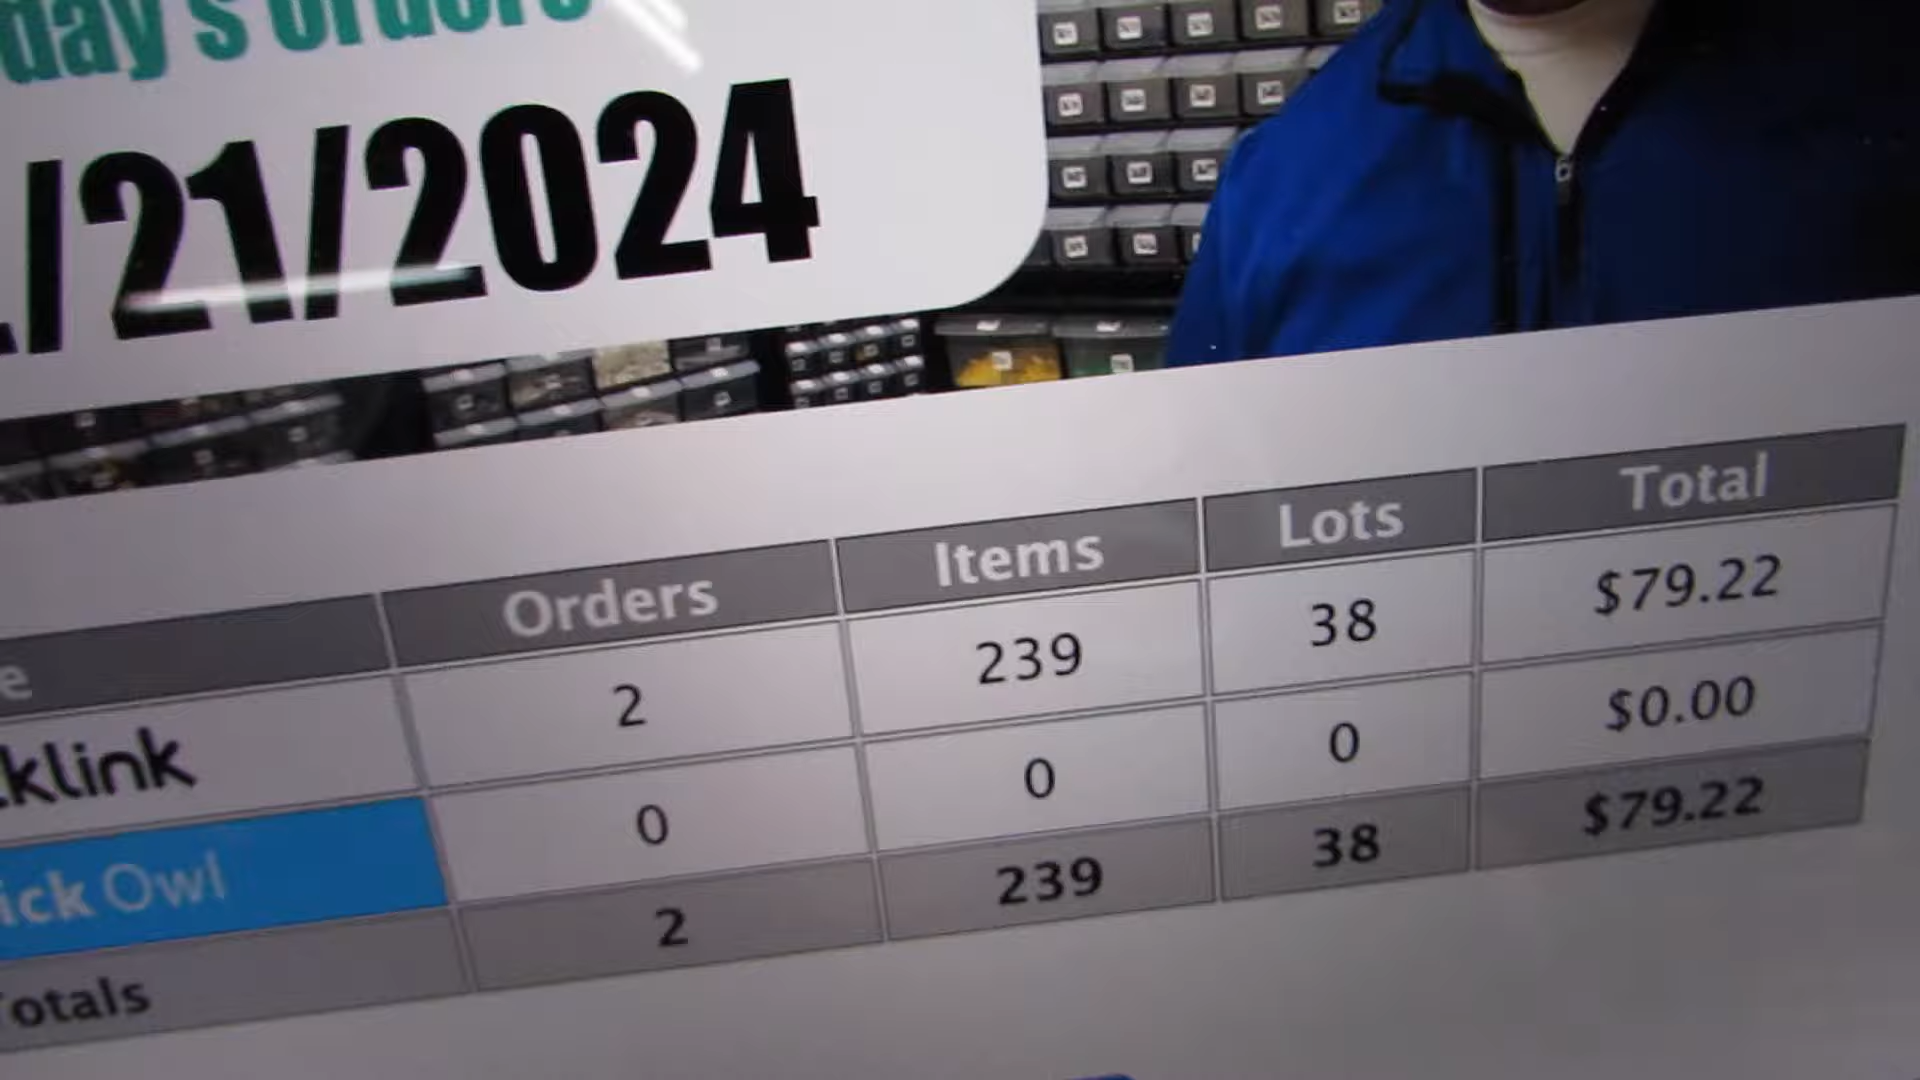 day's orders
/21/2024
e Orders Items Lots Total
klink 2 239 38 $79.22
ick Owl 0 0 0 $0.00
Totals 2 239 38 $79.22